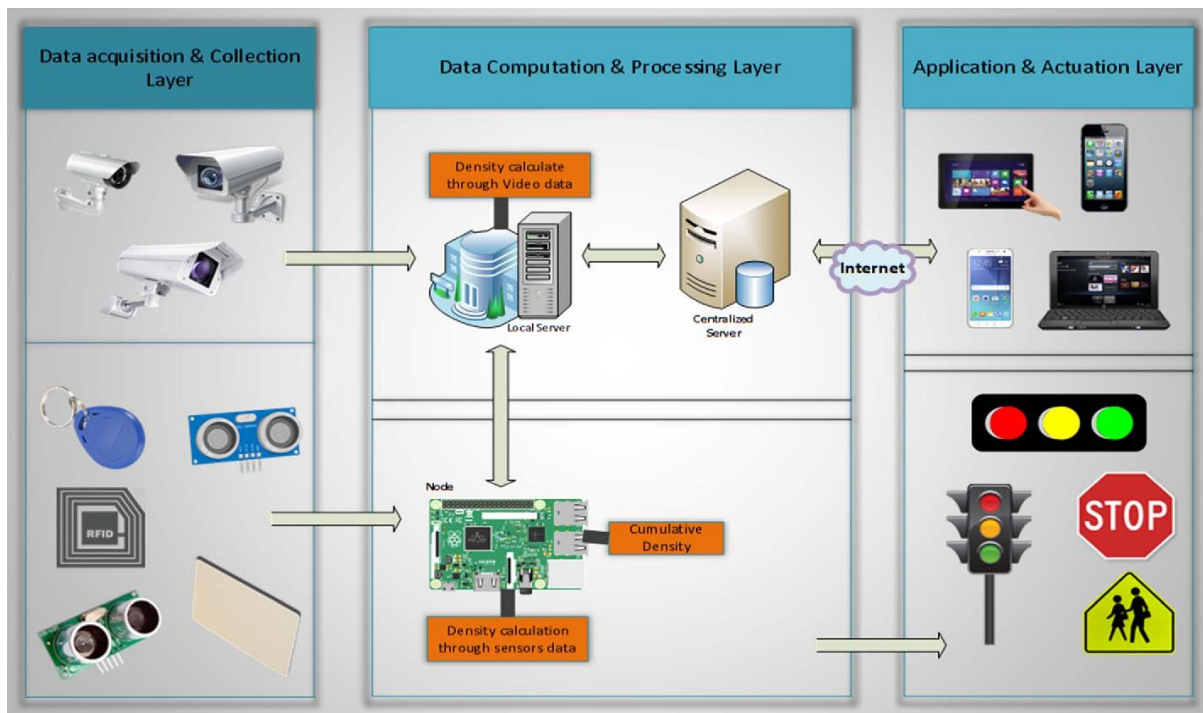 Data acquisition & Collection
Layer
Data Computation & Processing Layer
Application & Actuation Layer
Density calculate
through Video data
Local Server
Centralized
Server
Internet
RFID
Node
Cumulative
Density
Density calculation
through sensors data
STOP